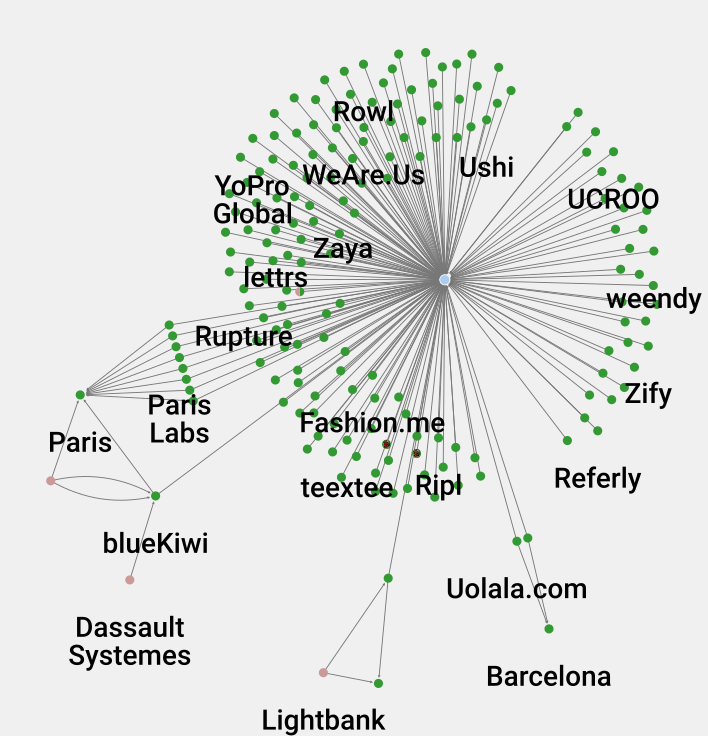 Rowl
WeAre.Us
Ushi
YoPro
Global
UCROO
Zaya
lettrs
weendy
Rupture
Paris
Labs
Zify
Fashion.me
Paris
Referly
teextee
Ripl
blueKiwi
Uolala.com
Dassault
Systemes
Barcelona
Lightbank